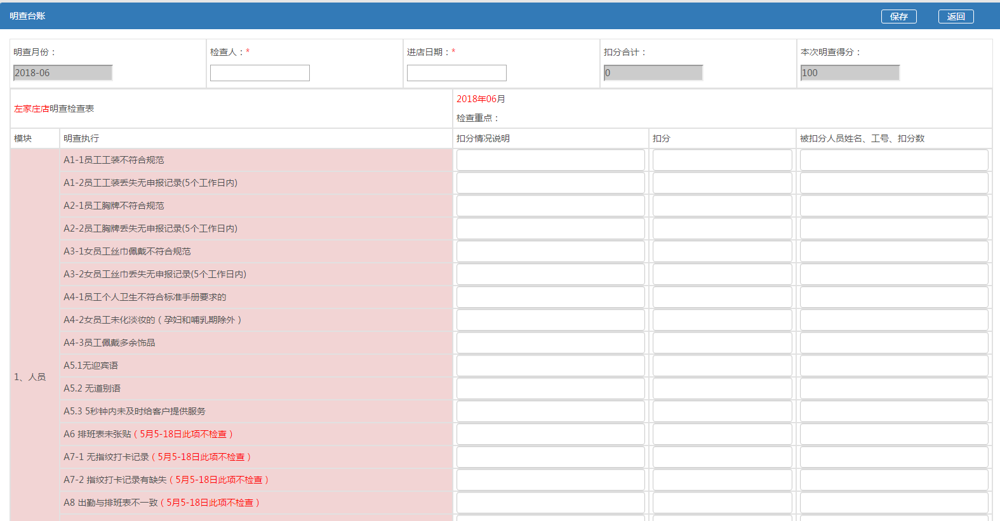 明查台账
保存
返回
明查月份：
检查人：*
进店日期：*
扣分合计：
本次明查得分：
2018-06
0
100
左家庄店明查检查表
2018年06月
检查重点：
模块
明查执行
扣分情况说明
扣分
被扣分人员姓名、工号、扣分数
1、人员
A1-1员工工装不符合规范
A1-2员工工装丢失无申报记录(5个工作日内)
A2-1员工胸牌不符合规范
A2-2员工胸牌丢失无申报记录(5个工作日内)
A3-1女员工丝巾佩戴不符合规范
A3-2女员工丝巾丢失无申报记录(5个工作日内)
A4-1员工个人卫生不符合标准手册要求的
A4-2女员工未化淡妆的（孕妇和哺乳期除外）
A4-3员工佩戴多余饰品
A5.1无迎宾语
A5.2 无道别语
A5.3 5秒钟内未及时给客户提供服务
A6 排班表未张贴（5月5-18日此项不检查）
A7-1 无指纹打卡记录（5月5-18日此项不检查）
A7-2 指纹打卡记录有缺失（5月5-18日此项不检查）
A8 出勤与排班表不一致（5月5-18日此项不检查）